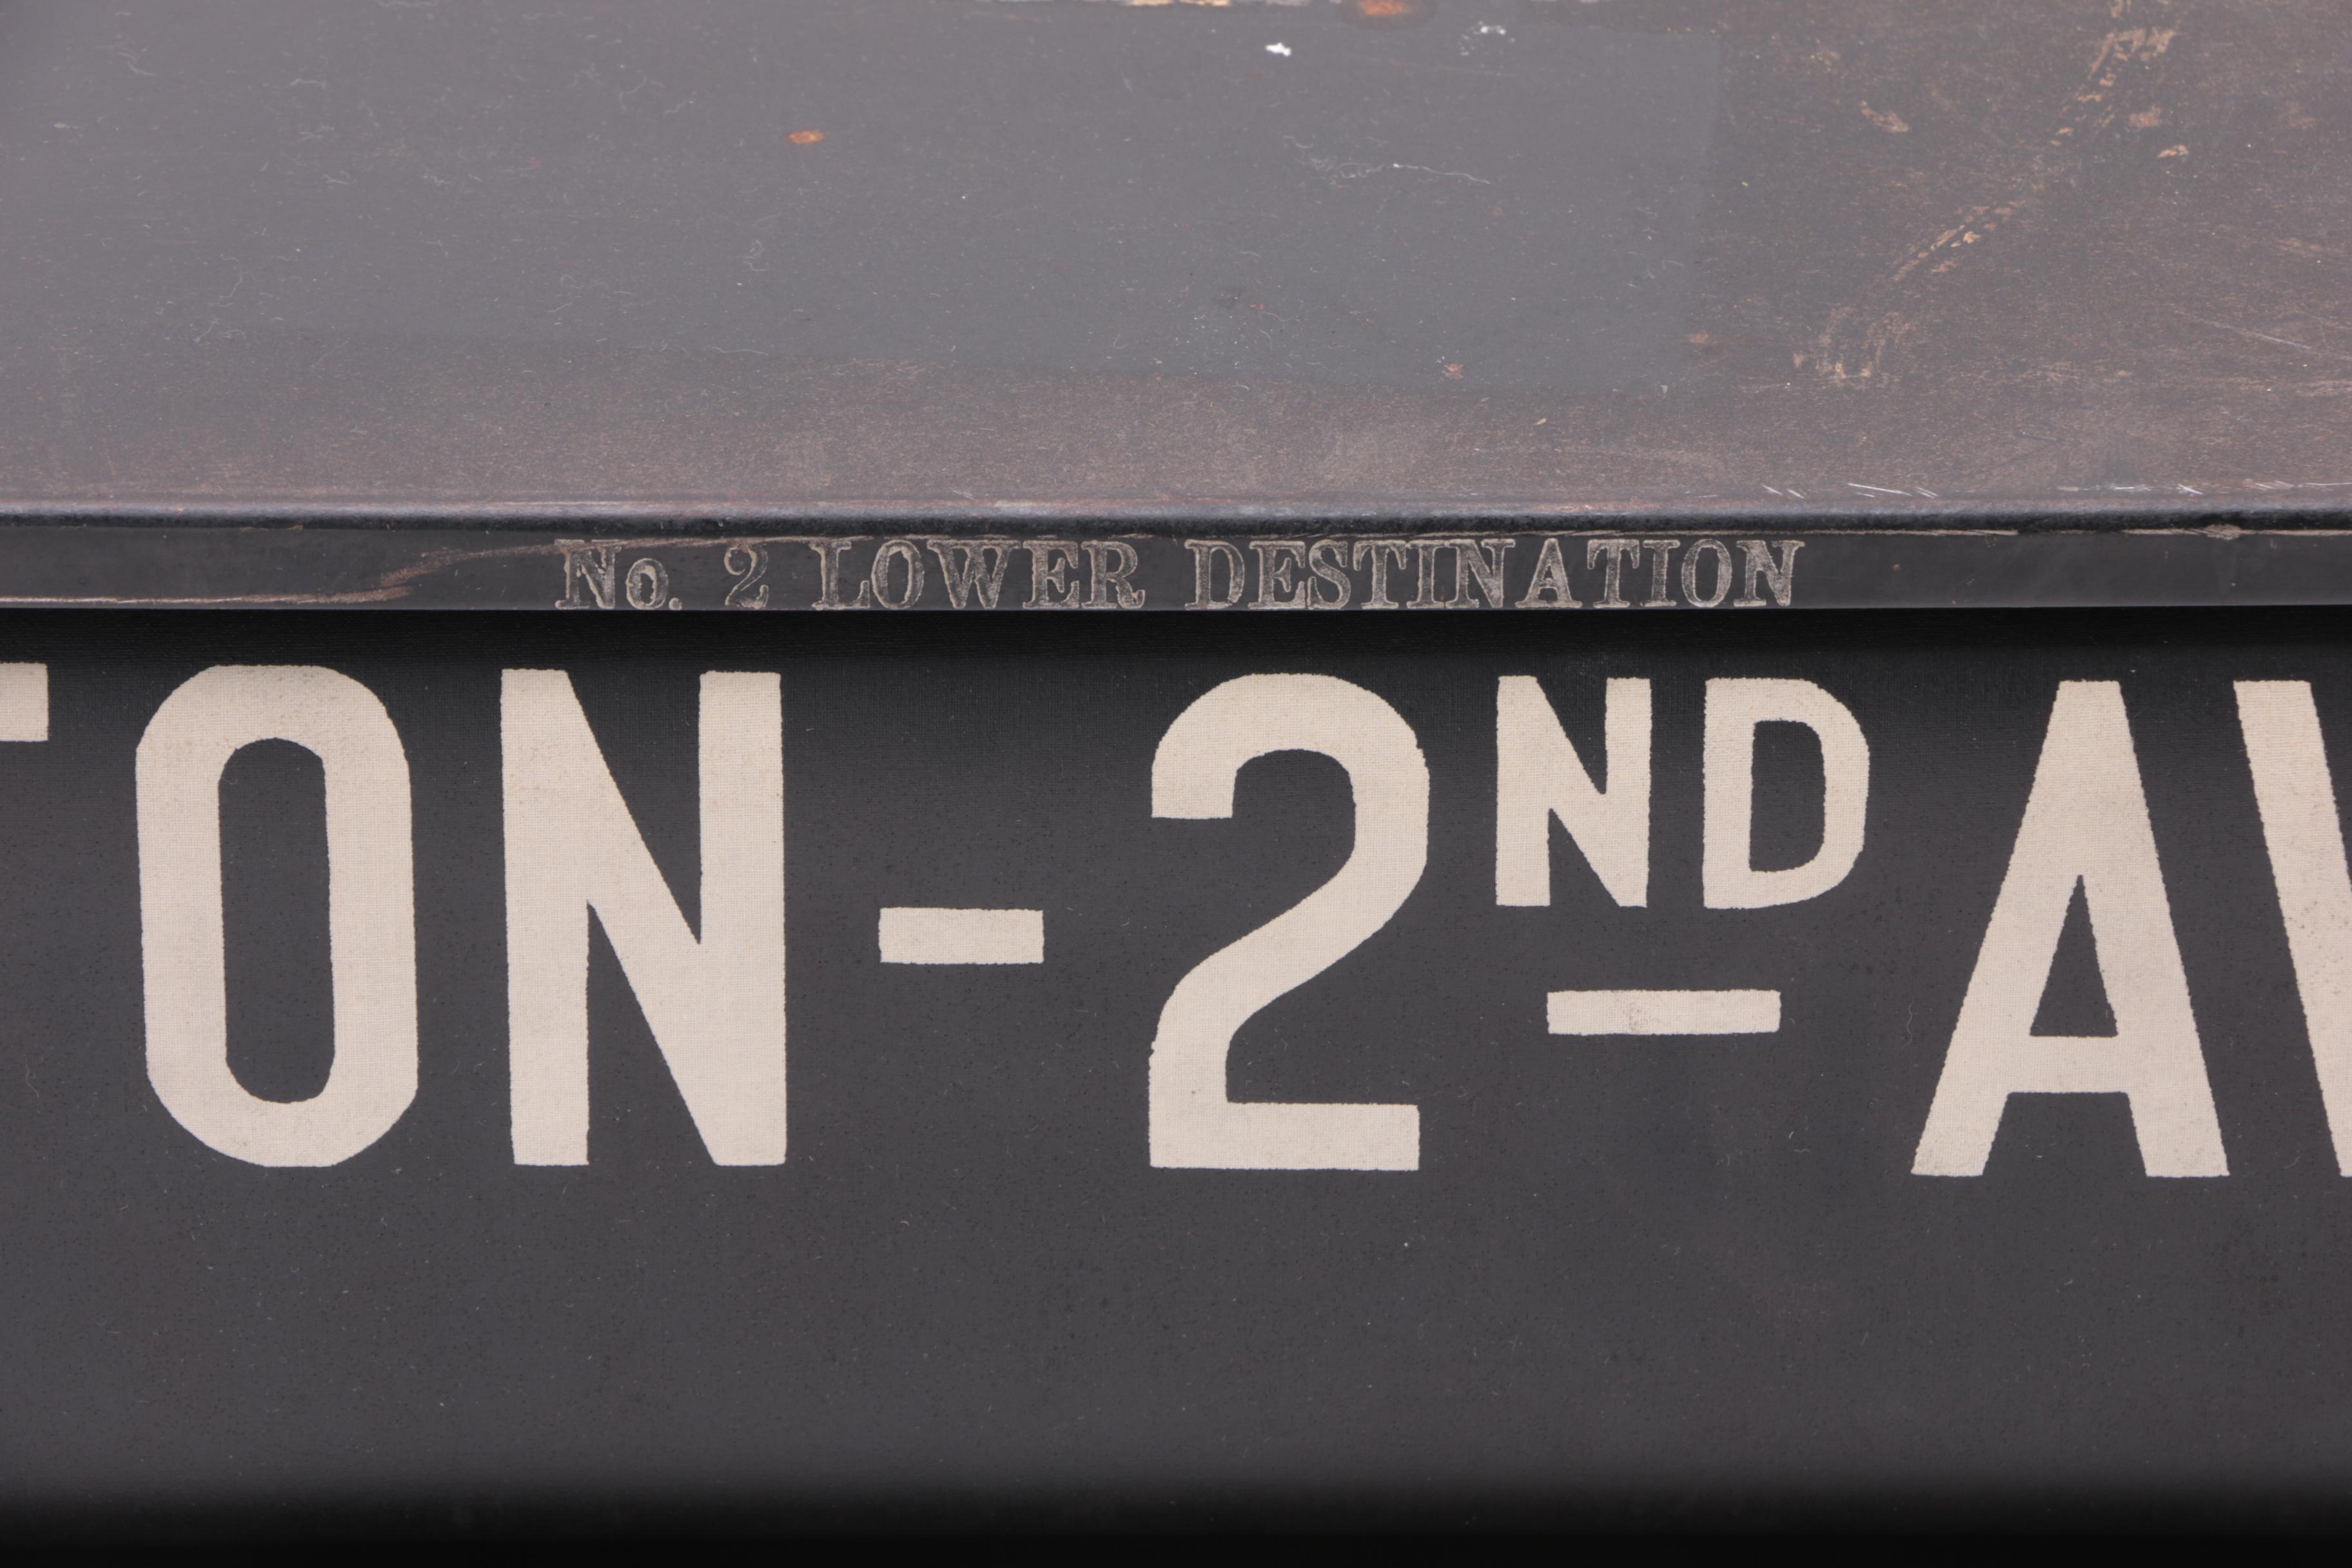 No. 2 LOWER DESTINATION
TON-2ND AV